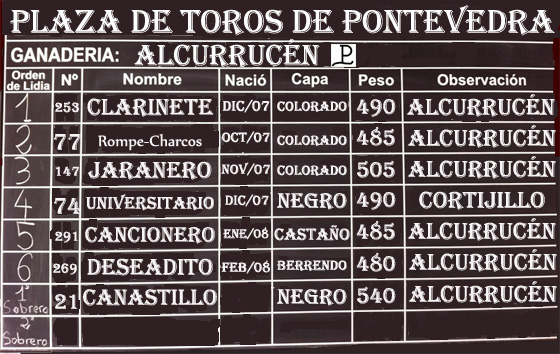 PLAZA DE TOROS DE PONTEVEDRA
GANADERIA: ALCURRUCÉN
Orden de Lidia Nº Nombre Nació Capa Peso Observación
1 253 CLARINETE DIC/07 COLORADO 490 ALCURRUCÉN
2 77 Rompe-Charcos OCT/07 COLORADO 485 ALCURRUCÉN
3 147 JARANERO NOV/07 COLORADO 505 ALCURRUCÉN
4 74 UNIVERSITARIO DIC/07 NEGRO 490 CORTIJILLO
5 291 CANCIONERO ENE/08 CASTAÑO 485 ALCURRUCÉN
6 269 DESEADITO FEB/08 BERRENDO 480 ALCURRUCÉN
1º Sobrero 21 CANASTILLO NEGRO 540 ALCURRUCÉN
2º Sobrero